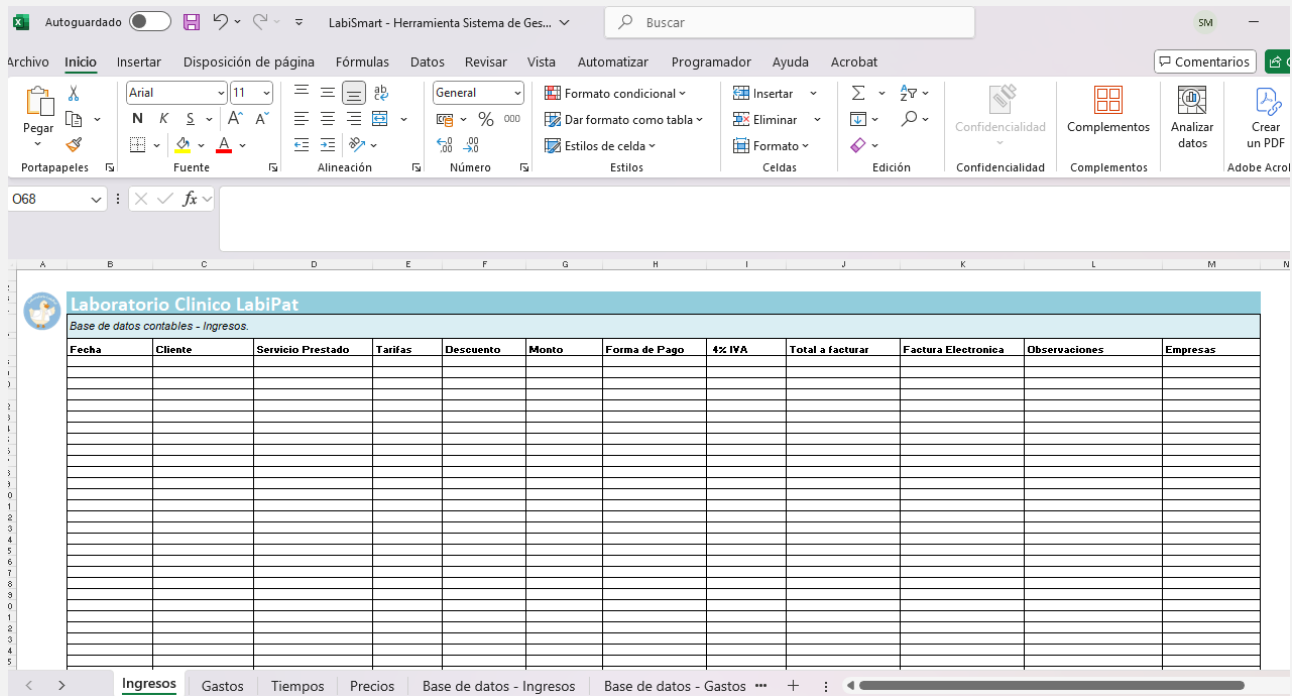 Autoguardado
LabiSmart - Herramienta Sistema de Ges...
Buscar
SM
Archivo Inicio Insertar Disposición de página Fórmulas Datos Revisar Vista Automatizar Programador Ayuda Acrobat Comentarios
Pegar
Portapapeles
Arial 11
N K S A A
A
Fuente
ab
Alineación
General
% 000
Número
Formato condicional
Dar formato como tabla
Estilos de celda
Estilos
Insertar
Eliminar
Formato
Celdas
Edición
Confidencialidad
Confidencialidad
Complementos
Complementos
Analizar
datos
Crear
un PDF
Adobe Acro
O68 fx
A B C D E F G H I J K L M N
Laboratorio Clinico LabiPat
Base de datos contables - Ingresos.
Fecha Cliente Servicio Prestado Tarifas Descuento Monto Forma de Pago 4% IVA Total a facturar Factura Electronica Observaciones Empresas
Ingresos Gastos Tiempos Precios Base de datos - Ingresos Base de datos - Gastos